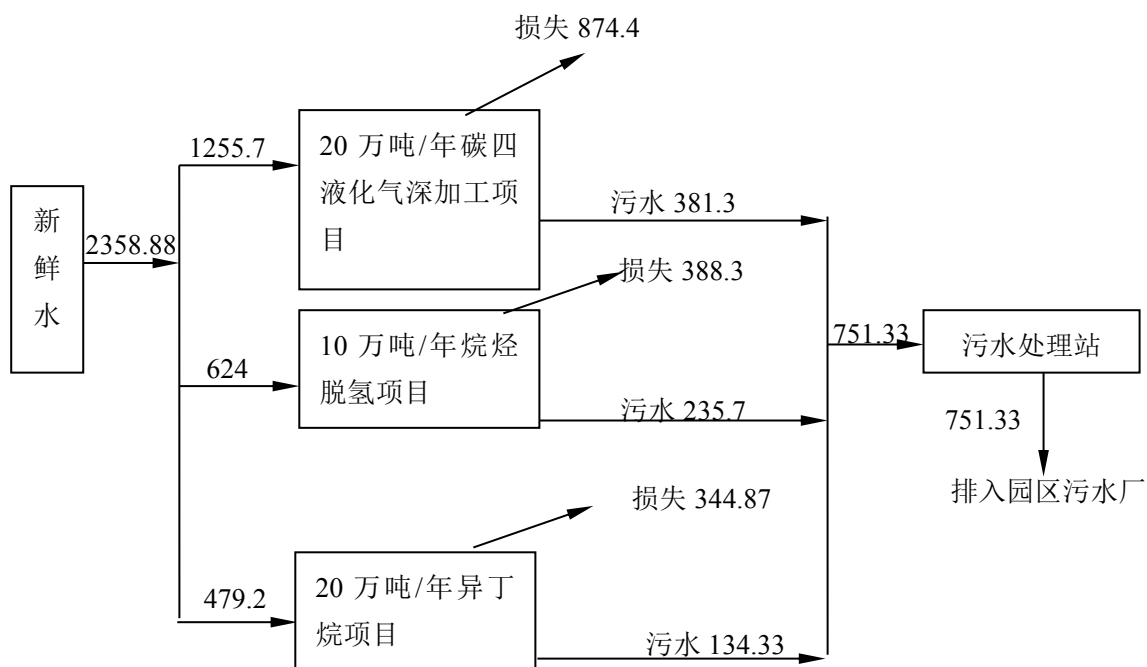 损失 874.4
1255.7
20 万吨/年碳四
液化气深加工项
目
新
鲜
水
2358.88
污水 381.3
损失 388.3
624
10 万吨/年烷烃
脱氢项目
污水 235.7
751.33
污水处理站
751.33
排入园区污水厂
损失 344.87
479.2
20 万吨/年异丁
烷项目
污水 134.33